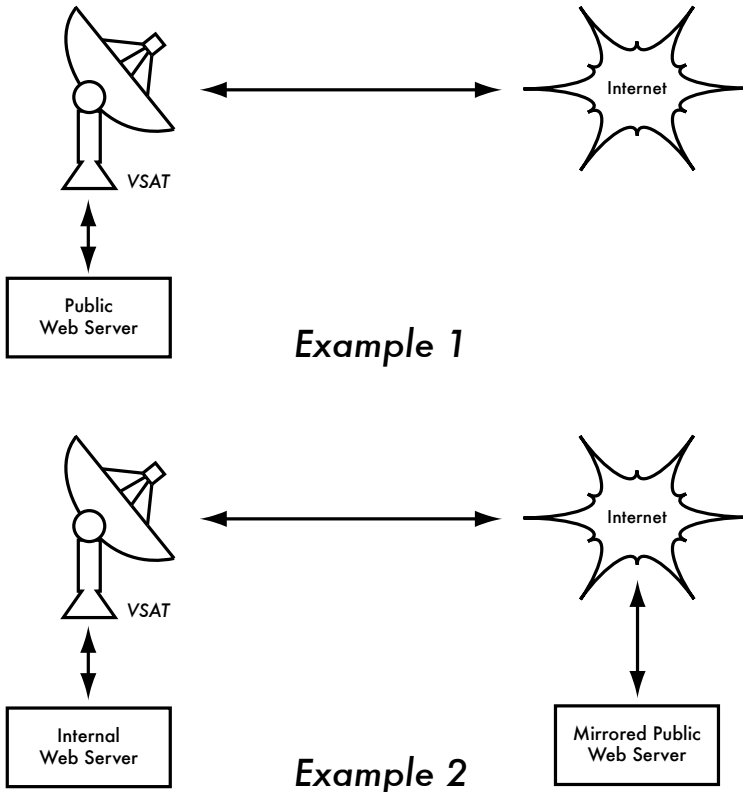 Internet
VSAT
Public
Web Server
Example 1
Internet
VSAT
Internal
Web Server
Mirrored Public
Web Server
Example 2